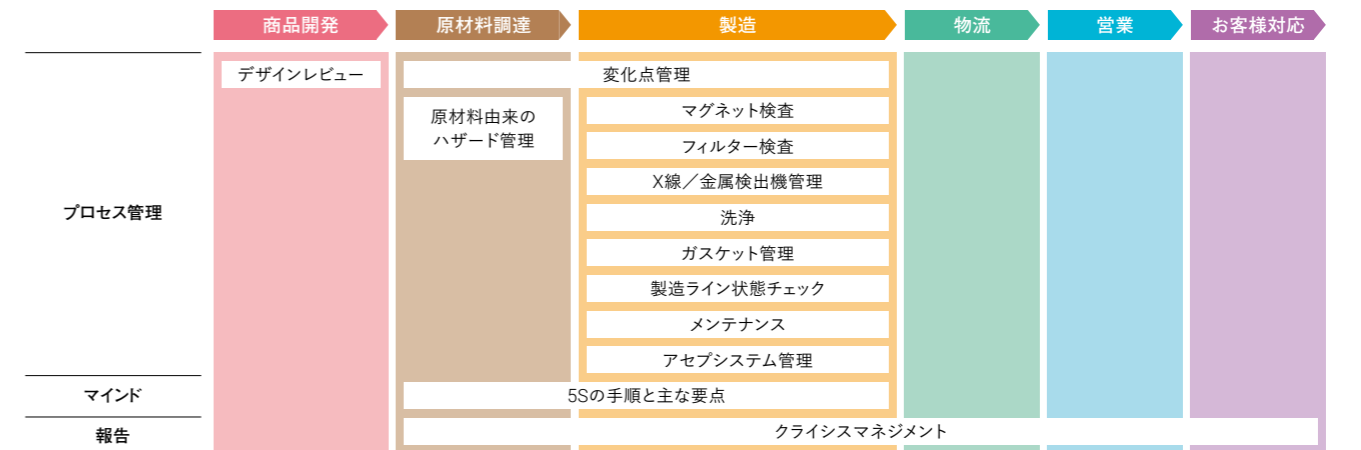 商品開発
原材料調達
製造
物流
営業
お客様対応
プロセス管理
デザインレビュー
変化点管理
原材料由来の
ハザード管理
マグネット検査
フィルター検査
X線／金属検出機管理
洗浄
ガスケット管理
製造ライン状態チェック
メンテナンス
アセプシステム管理
マインド
5Sの手順と主な要点
報告
クライシスマネジメント